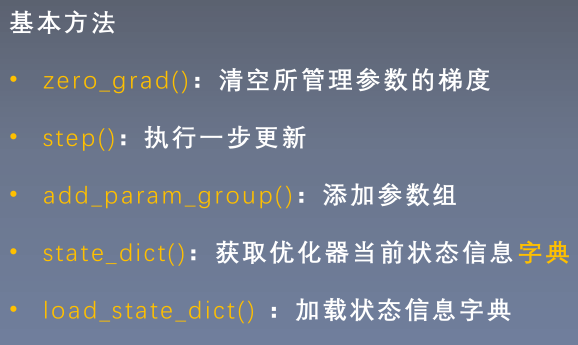 基本方法
• zero_grad()：清空所管理参数的梯度
• step()：执行一步更新
• add_param_group()：添加参数组
• state_dict()：获取优化器当前状态信息字典
• load_state_dict() ：加载状态信息字典